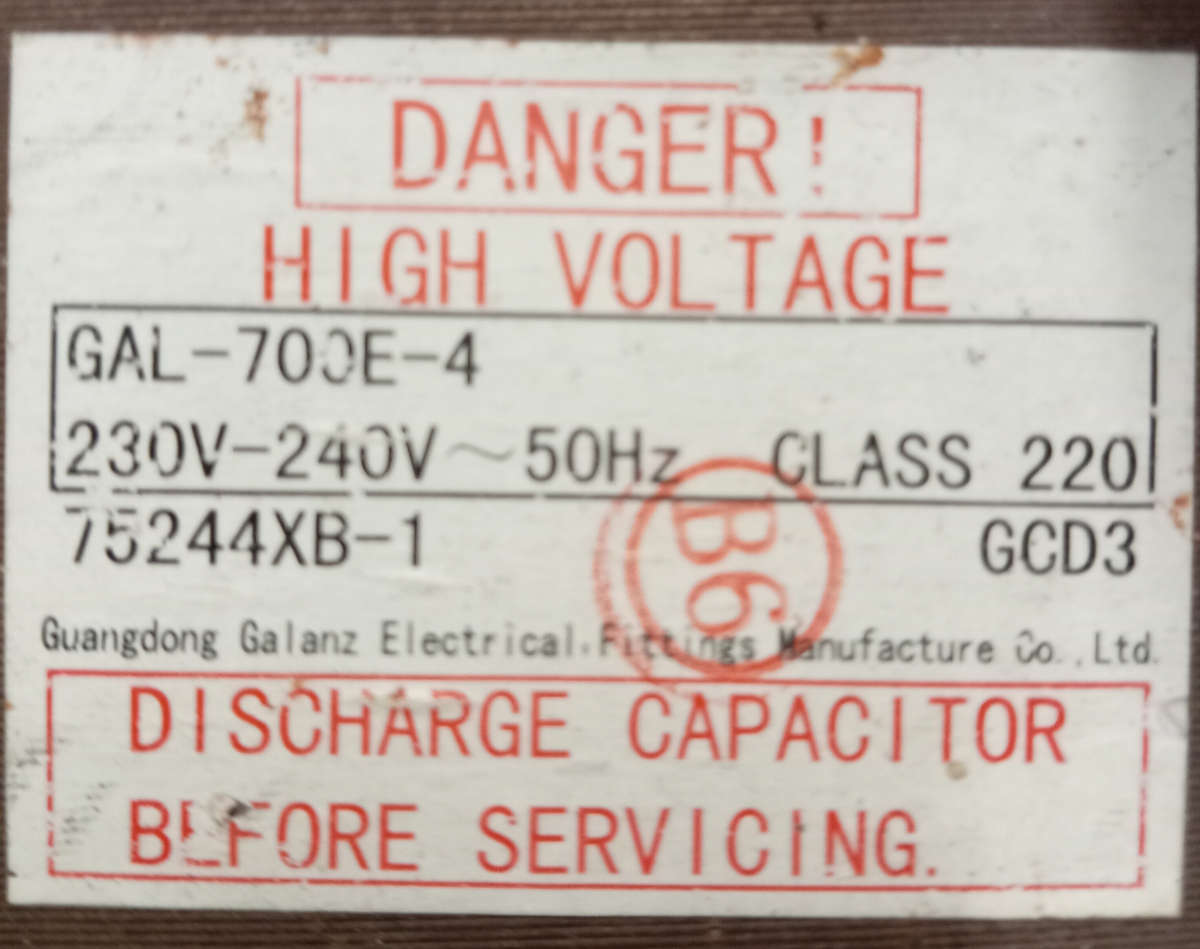 DANGER!
HIGH VOLTAGE
GAL-700E-4
230V-240V~50Hz CLASS 220
75244XB-1 GCD3
B6
Guangdong Galanz Electrical Fittings Manufacture Co.,Ltd.
DISCHARGE CAPACITOR
BEFORE SERVICING.